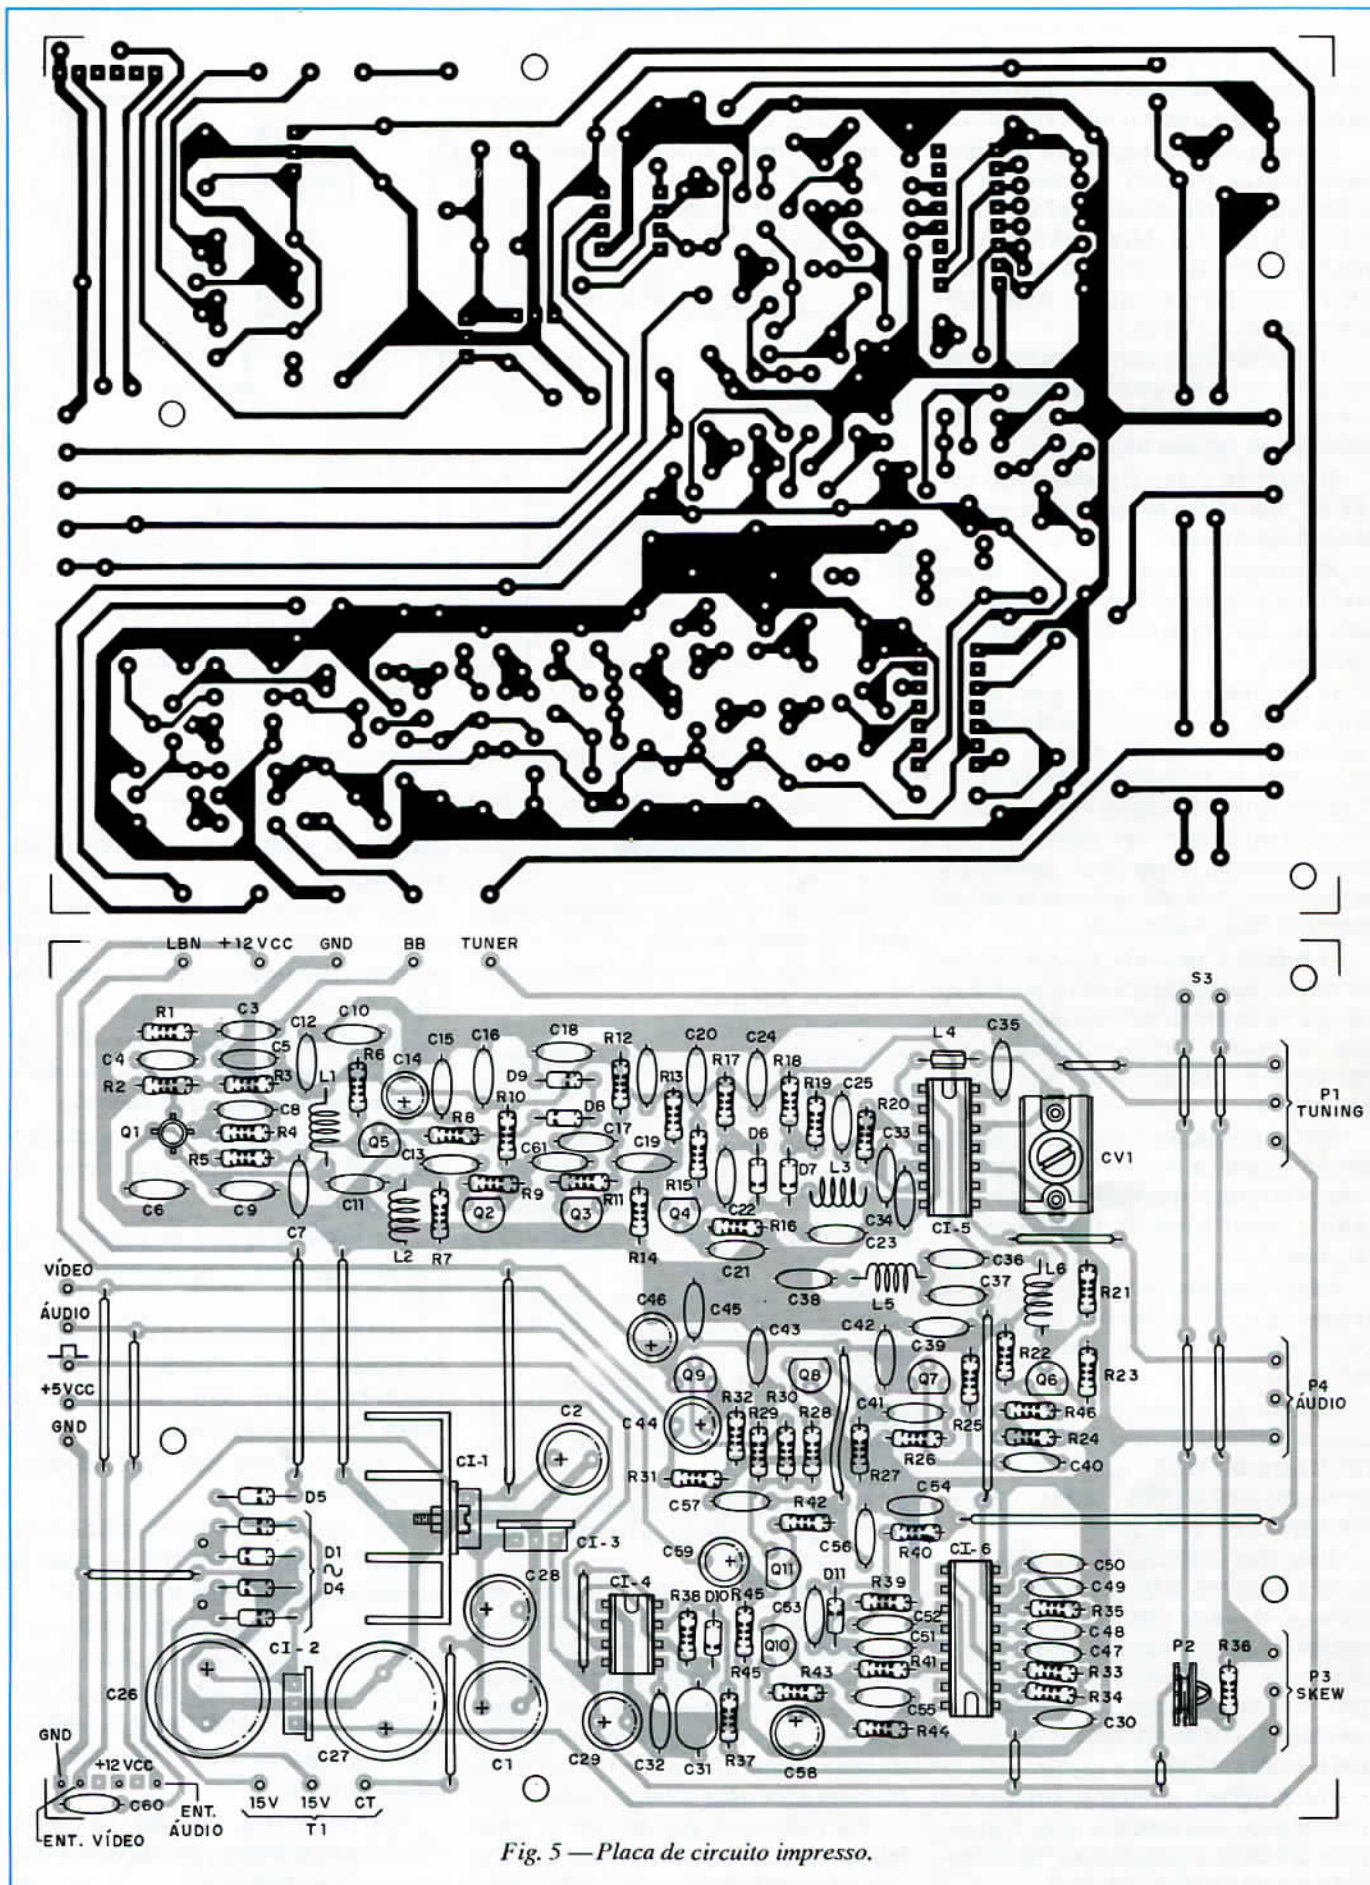 LBN +12VCC GND BB TUNER
S3
R1 C3 C12 C10 C15 C16 C18 R12 C20 C24 L4 C35
C4 C5 R6 C14 R17 R18
R2 R3 L1 D9 R13 R19 C25 R20
C8 R10 D8
P1
TUNING
Q1 R4 Q5 R8 C61 C17 C19 D6 C33
R5 C13 R15 D7 L3 CV1
C6 C9 C11 R9 R11 Q2 Q3 Q4 C22 R16 C34 CI-5
C7 L2 R7 R14 C21 C23
VÍDEO C36 L6
ÁUDIO C46 C45 C38 L5 C37 R21
C43 C42 C39 R22
+5VCC Q9 R30 Q8 Q7 Q6 R23
P4
ÁUDIO
GND C2 C44 R32 R29 R28 C41 R25 R46
CI-1 R26 R24
R31 R27 C40
D5 C57 R42 C54
D1
D4
CI-3 C59 C56 R40
C28 CI-4 R38 D10 R45 Q11 D11 R39 CI-6 C50
C49
C53 C52 R35
C51 C48
CI-2 Q10 C47 P2 R36
R45 R43 R41 R33
P3
SKEW
C26 R34
C55 C30
C27 C1 C29 C32 C31 R37 C58 R44
GND +12VCC
C60 ENT.
ÁUDIO
15V 15V CT
ENT. VÍDEO T1
Fig. 5 — Placa de circuito impresso.